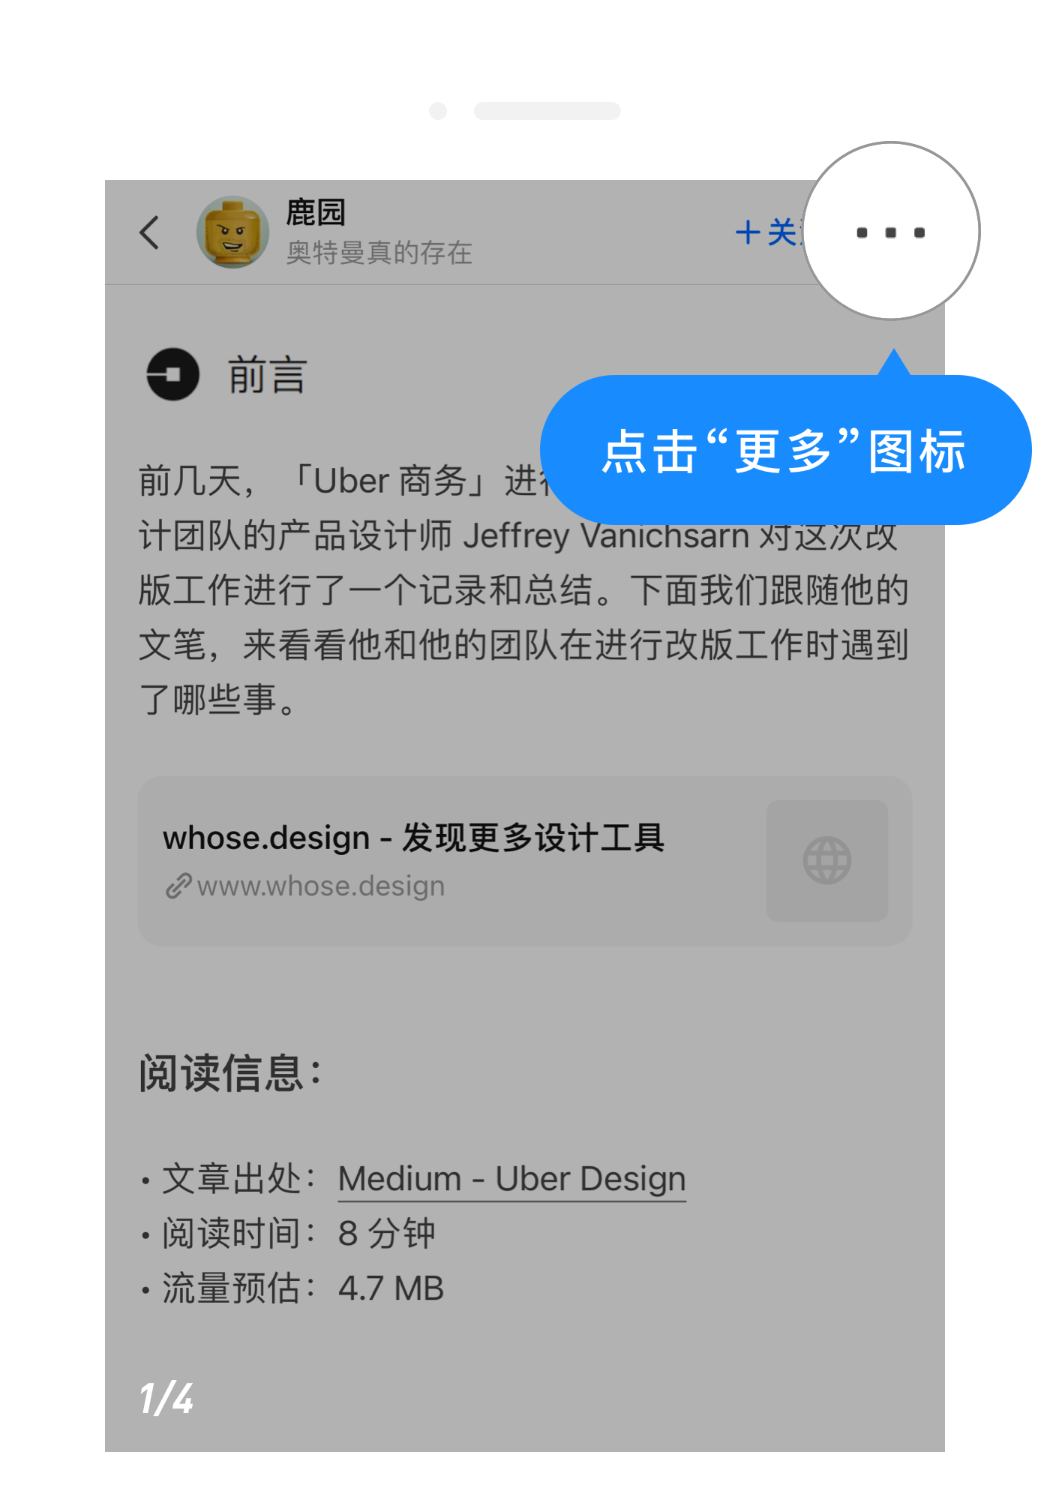 鹿园
奥特曼真的存在
+ 关
前言
点击“更多”图标
前几天，「Uber 商务」进
计团队的产品设计师 Jeffrey Vanichsarn 对这次改
版工作进行了一个记录和总结。下面我们跟随他的
文笔，来看看他和他的团队在进行改版工作时遇到
了哪些事。
whose.design - 发现更多设计工具
www.whose.design
阅读信息：
• 文章出处： Medium - Uber Design
• 阅读时间： 8 分钟
• 流量预估： 4.7 MB
1/4